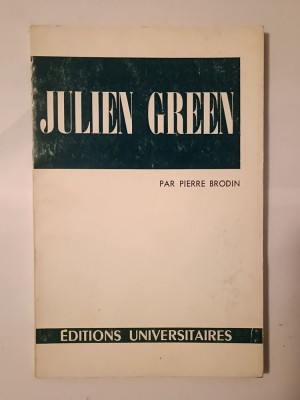 JULIEN GREEN
PAR PIERRE BRODIN
ÉDITIONS UNIVERSITAIRES